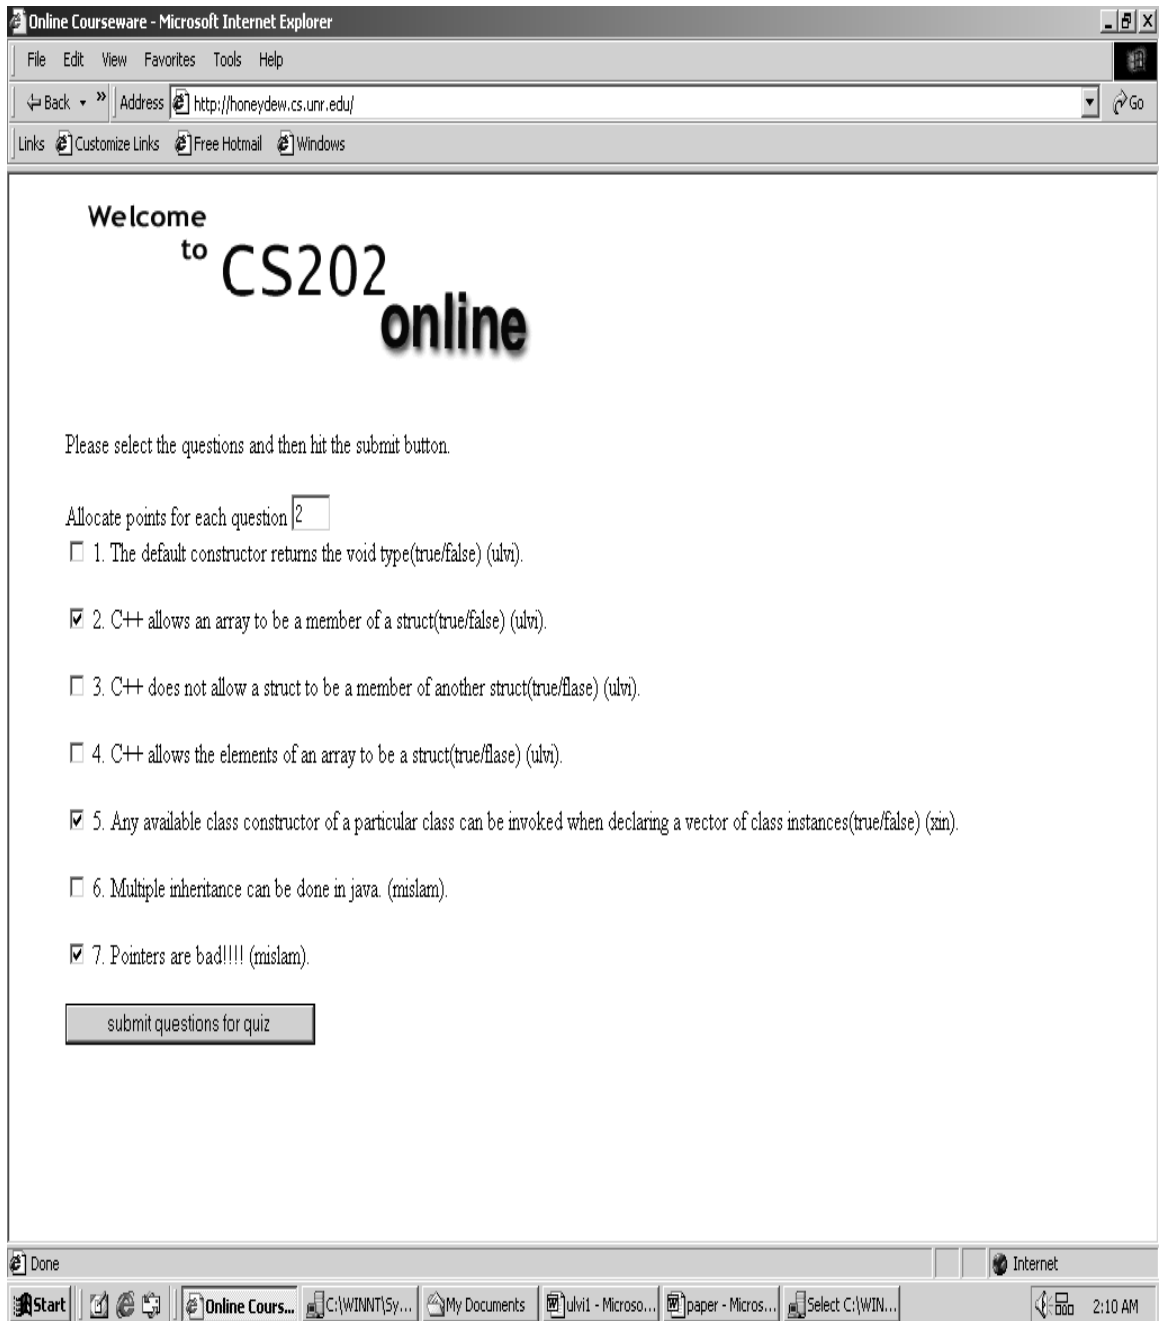 Online Courseware - Microsoft Internet Explorer
File Edit View Favorites Tools Help
Back » Address http://honeydew.cs.unr.edu/ Go
Links Customize Links Free Hotmail Windows
Welcome
to CS202
online
Please select the questions and then hit the submit button.
Allocate points for each question 2
1. The default constructor returns the void type(true/false) (ulvi).
2. C++ allows an array to be a member of a struct(true/false) (ulvi).
3. C++ does not allow a struct to be a member of another struct(true/flase) (ulvi).
4. C++ allows the elements of an array to be a struct(true/flase) (ulvi).
5. Any available class constructor of a particular class can be invoked when declaring a vector of class instances(true/false) (xin).
6. Multiple inheritance can be done in java. (mislam).
7. Pointers are bad!!!! (mislam).
submit questions for quiz
Done Internet
Start Online Cours... C:\WINNT\Sy... My Documents ulvi1 - Microso... paper - Micros... Select C:\WIN... 2:10 AM